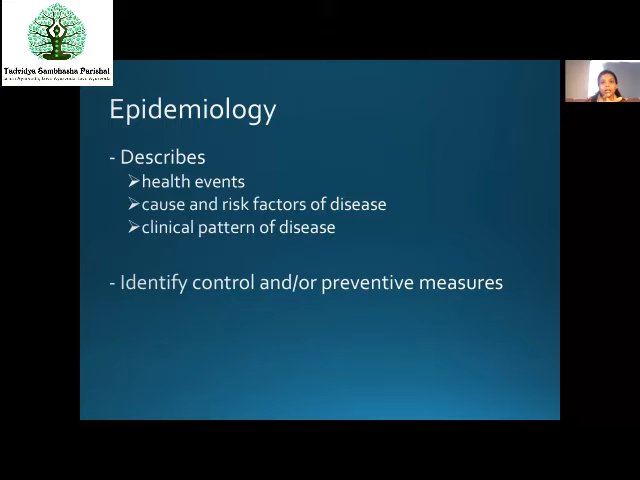 Tadvidya Sambhasha Parishat
Epidemiology
- Describes
➢health events
➢cause and risk factors of disease
➢clinical pattern of disease
- Identify control and/or preventive measures